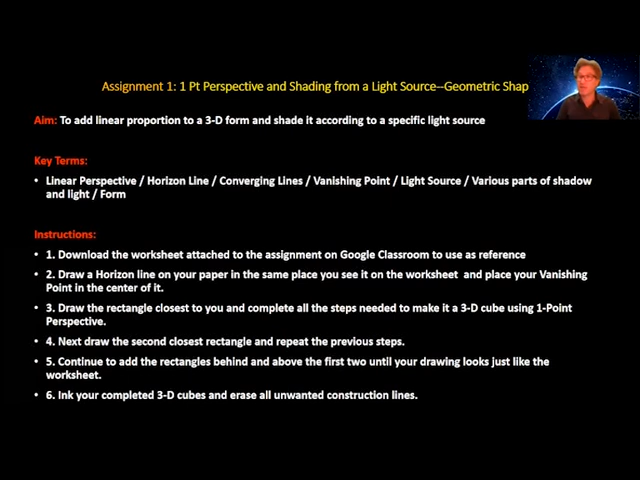 Assignment 1: 1 Pt Perspective and Shading from a Light Source--Geometric Shap
Aim: To add linear proportion to a 3-D form and shade it according to a specific light source
Key Terms:
• Linear Perspective / Horizon Line / Converging Lines / Vanishing Point / Light Source / Various parts of shadow
and light / Form
Instructions:
• 1. Download the worksheet attached to the assignment on Google Classroom to use as reference
• 2. Draw a Horizon line on your paper in the same place you see it on the worksheet and place your Vanishing
Point in the center of it.
• 3. Draw the rectangle closest to you and complete all the steps needed to make it a 3-D cube using 1-Point
Perspective.
• 4. Next draw the second closest rectangle and repeat the previous steps.
• 5. Continue to add the rectangles behind and above the first two until your drawing looks just like the
worksheet.
• 6. Ink your completed 3-D cubes and erase all unwanted construction lines.